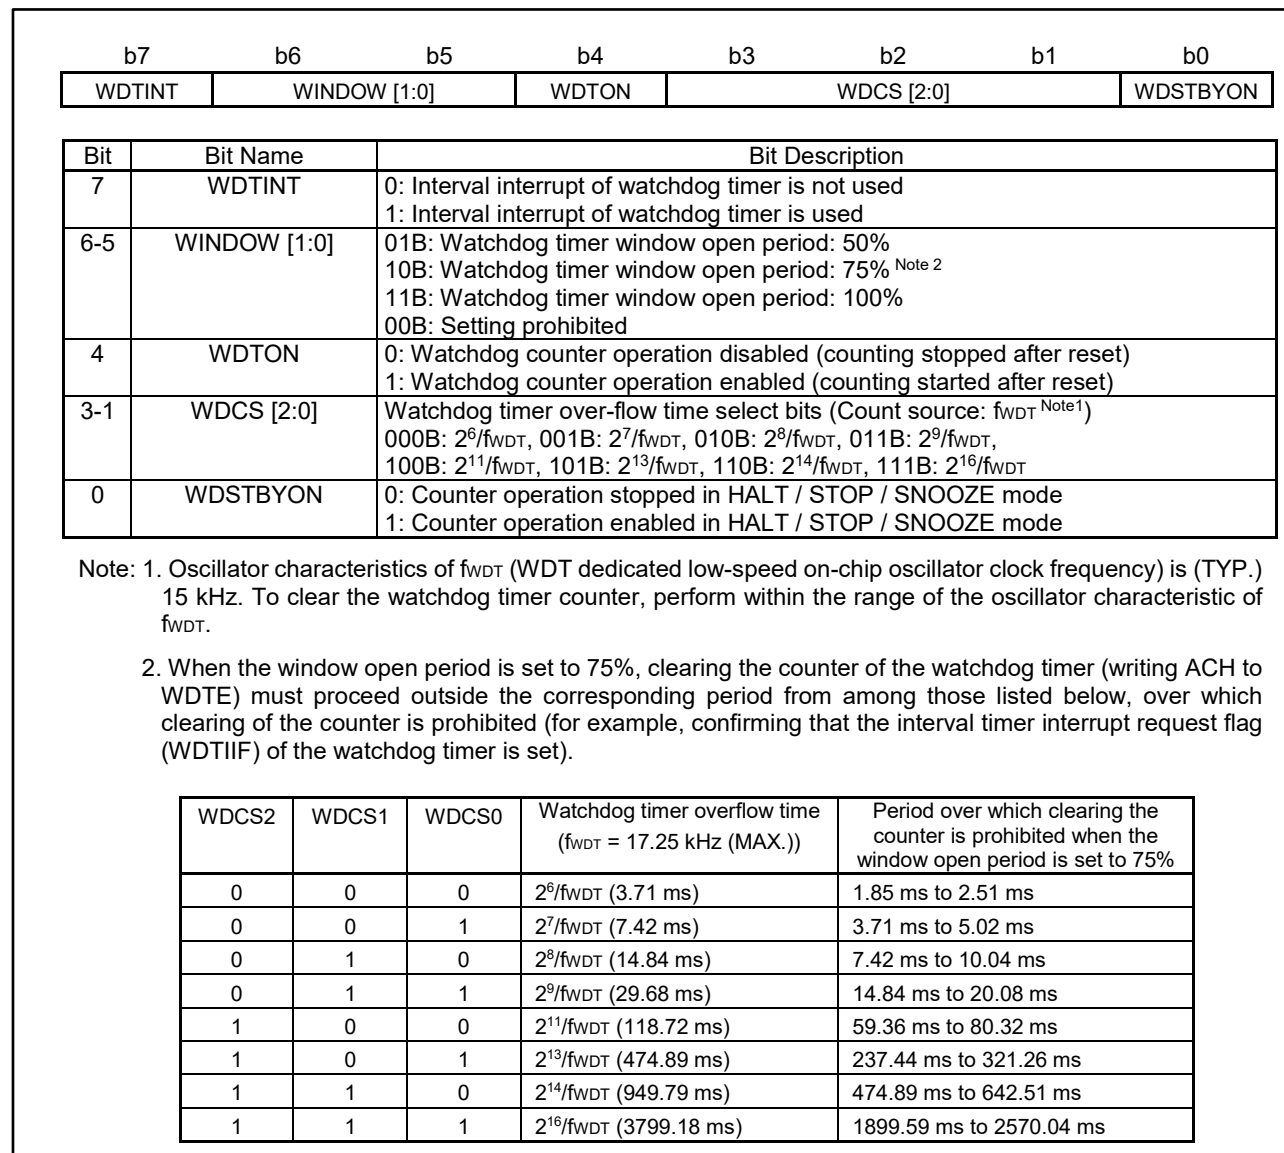 b7 b6 b5 b4 b3 b2 b1 b0
WDTINT WINDOW [1:0] WDTON WDCS [2:0] WDSTBYON
Bit Bit Name Bit Description
7 WDTINT 0: Interval interrupt of watchdog timer is not used
1: Interval interrupt of watchdog timer is used
6-5 WINDOW [1:0] 01B: Watchdog timer window open period: 50%
10B: Watchdog timer window open period: 75% Note 2
11B: Watchdog timer window open period: 100%
00B: Setting prohibited
4 WDTON 0: Watchdog counter operation disabled (counting stopped after reset)
1: Watchdog counter operation enabled (counting started after reset)
3-1 WDCS [2:0] Watchdog timer over-flow time select bits (Count source: fWDT Note1)
000B: 2⁶/fWDT, 001B: 2⁷/fWDT, 010B: 2⁸/fWDT, 011B: 2⁹/fWDT,
100B: 2¹¹/fWDT, 101B: 2¹³/fWDT, 110B: 2¹⁴/fWDT, 111B: 2¹⁶/fWDT
0 WDSTBYON 0: Counter operation stopped in HALT / STOP / SNOOZE mode
1: Counter operation enabled in HALT / STOP / SNOOZE mode
Note: 1. Oscillator characteristics of fWDT (WDT dedicated low-speed on-chip oscillator clock frequency) is (TYP.)
15 kHz. To clear the watchdog timer counter, perform within the range of the oscillator characteristic of
fWDT.
2. When the window open period is set to 75%, clearing the counter of the watchdog timer (writing ACH to
WDTE) must proceed outside the corresponding period from among those listed below, over which
clearing of the counter is prohibited (for example, confirming that the interval timer interrupt request flag
(WDTIIF) of the watchdog timer is set).
WDCS2 WDCS1 WDCS0 Watchdog timer overflow time Period over which clearing the
(fWDT = 17.25 kHz (MAX.)) counter is prohibited when the
window open period is set to 75%
0 0 0 2⁶/fWDT (3.71 ms) 1.85 ms to 2.51 ms
0 0 1 2⁷/fWDT (7.42 ms) 3.71 ms to 5.02 ms
0 1 0 2⁸/fWDT (14.84 ms) 7.42 ms to 10.04 ms
0 1 1 2⁹/fWDT (29.68 ms) 14.84 ms to 20.08 ms
1 0 0 2¹¹/fWDT (118.72 ms) 59.36 ms to 80.32 ms
1 0 1 2¹³/fWDT (474.89 ms) 237.44 ms to 321.26 ms
1 1 0 2¹⁴/fWDT (949.79 ms) 474.89 ms to 642.51 ms
1 1 1 2¹⁶/fWDT (3799.18 ms) 1899.59 ms to 2570.04 ms